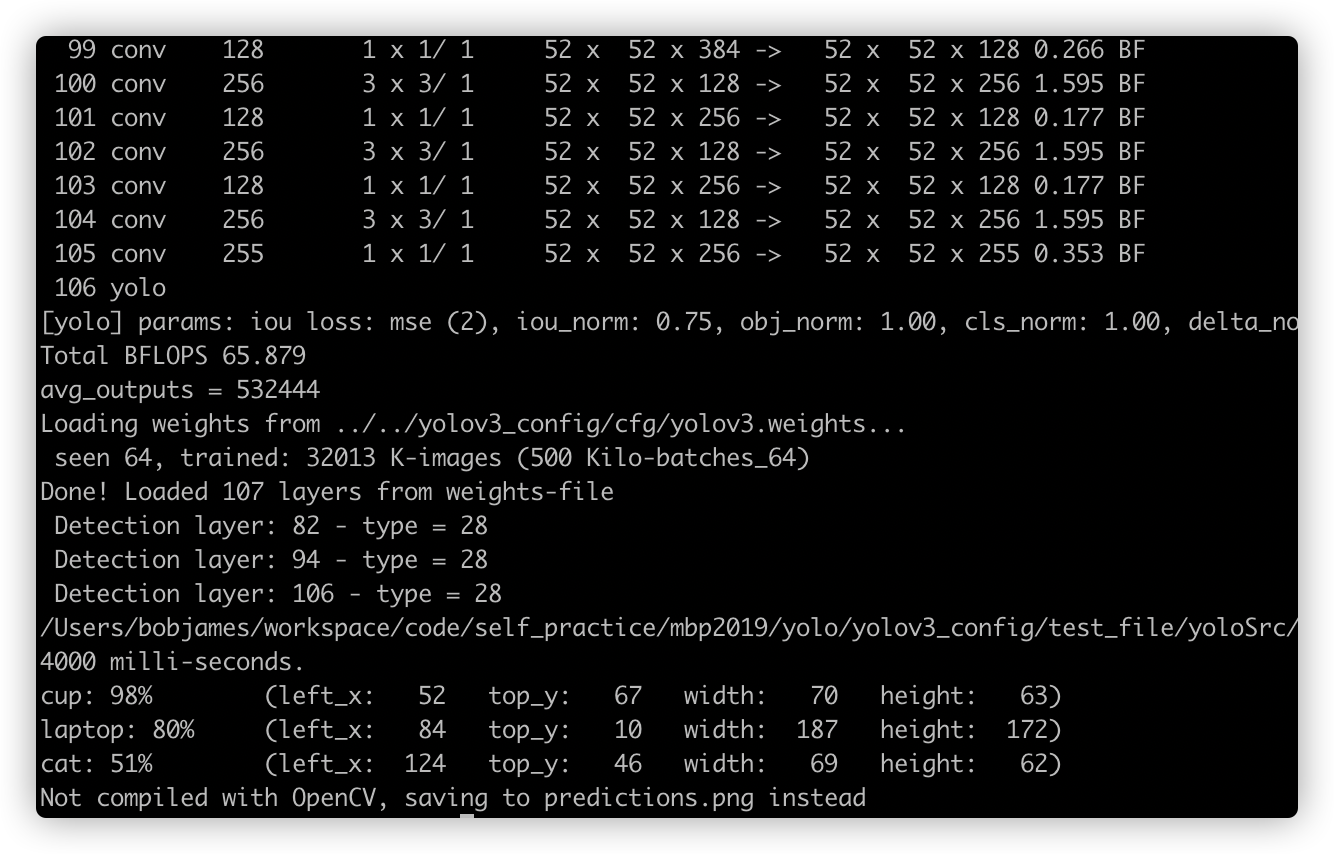 99 conv 128 1 x 1/ 1 52 x 52 x 384 -> 52 x 52 x 128 0.266 BF
100 conv 256 3 x 3/ 1 52 x 52 x 128 -> 52 x 52 x 256 1.595 BF
101 conv 128 1 x 1/ 1 52 x 52 x 256 -> 52 x 52 x 128 0.177 BF
102 conv 256 3 x 3/ 1 52 x 52 x 128 -> 52 x 52 x 256 1.595 BF
103 conv 128 1 x 1/ 1 52 x 52 x 256 -> 52 x 52 x 128 0.177 BF
104 conv 256 3 x 3/ 1 52 x 52 x 128 -> 52 x 52 x 256 1.595 BF
105 conv 255 1 x 1/ 1 52 x 52 x 256 -> 52 x 52 x 255 0.353 BF
106 yolo
[yolo] params: iou loss: mse (2), iou_norm: 0.75, obj_norm: 1.00, cls_norm: 1.00, delta_no
Total BFLOPS 65.879
avg_outputs = 532444
Loading weights from ../../yolov3_config/cfg/yolov3.weights...
seen 64, trained: 32013 K-images (500 Kilo-batches_64)
Done! Loaded 107 layers from weights-file
Detection layer: 82 - type = 28
Detection layer: 94 - type = 28
Detection layer: 106 - type = 28
/Users/bobjames/workspace/code/self_practice/mbp2019/yolo/yolov3_config/test_file/yoloSrc/
4000 milli-seconds.
cup: 98% (left_x: 52 top_y: 67 width: 70 height: 63)
laptop: 80% (left_x: 84 top_y: 10 width: 187 height: 172)
cat: 51% (left_x: 124 top_y: 46 width: 69 height: 62)
Not compiled with OpenCV, saving to predictions.png instead